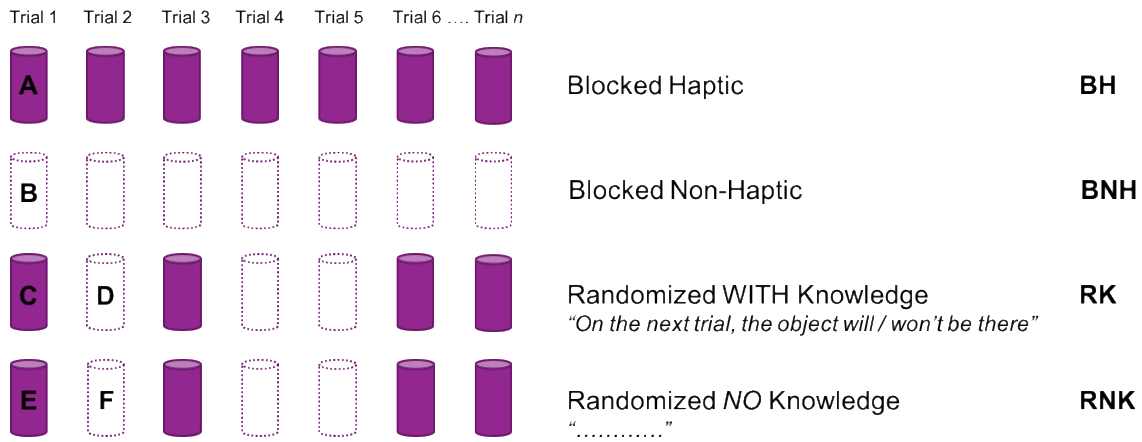 Trial 1 Trial 2 Trial 3 Trial 4 Trial 5 Trial 6 .... Trial n
A Blocked Haptic BH
B Blocked Non-Haptic BNH
C D Randomized WITH Knowledge RK
“On the next trial, the object will / won’t be there”
E F Randomized NO Knowledge RNK
“…………”